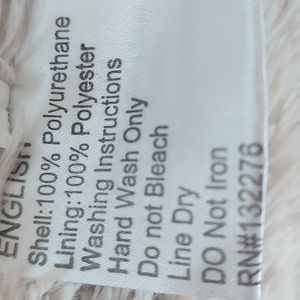 ENGLISH
Shell:100% Polyurethane
Lining:100% Polyester
Washing Instructions
Hand Wash Only
Do not Bleach
Line Dry
DO Not Iron
RN#132276